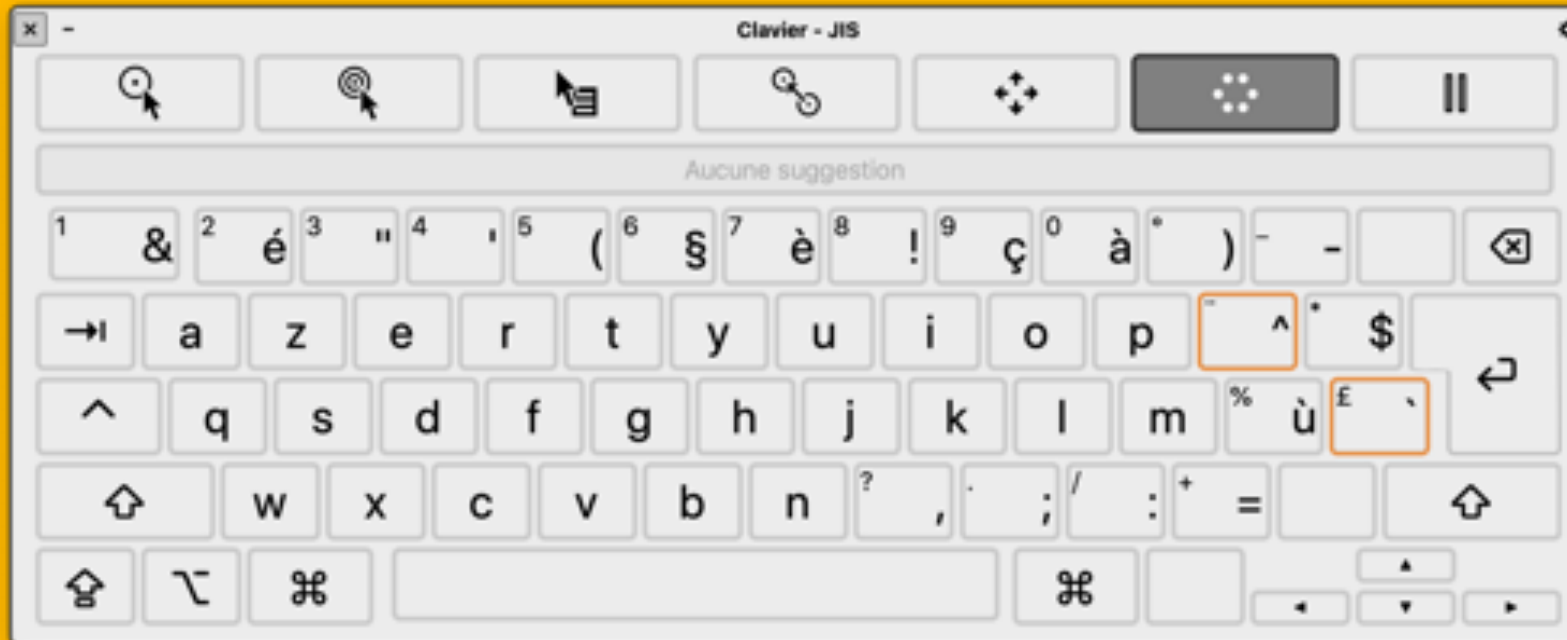 Clavier - JIS
Aucune suggestion
1 & 2 é 3 " 4 ' 5 ( 6 § 7 è 8 ! 9 ç 0 à ° ) _ -
a z e r t y u i o p ¨ ^ * $
q s d f g h j k l m % ù £ `
w x c v b n ? , . ; / : + =